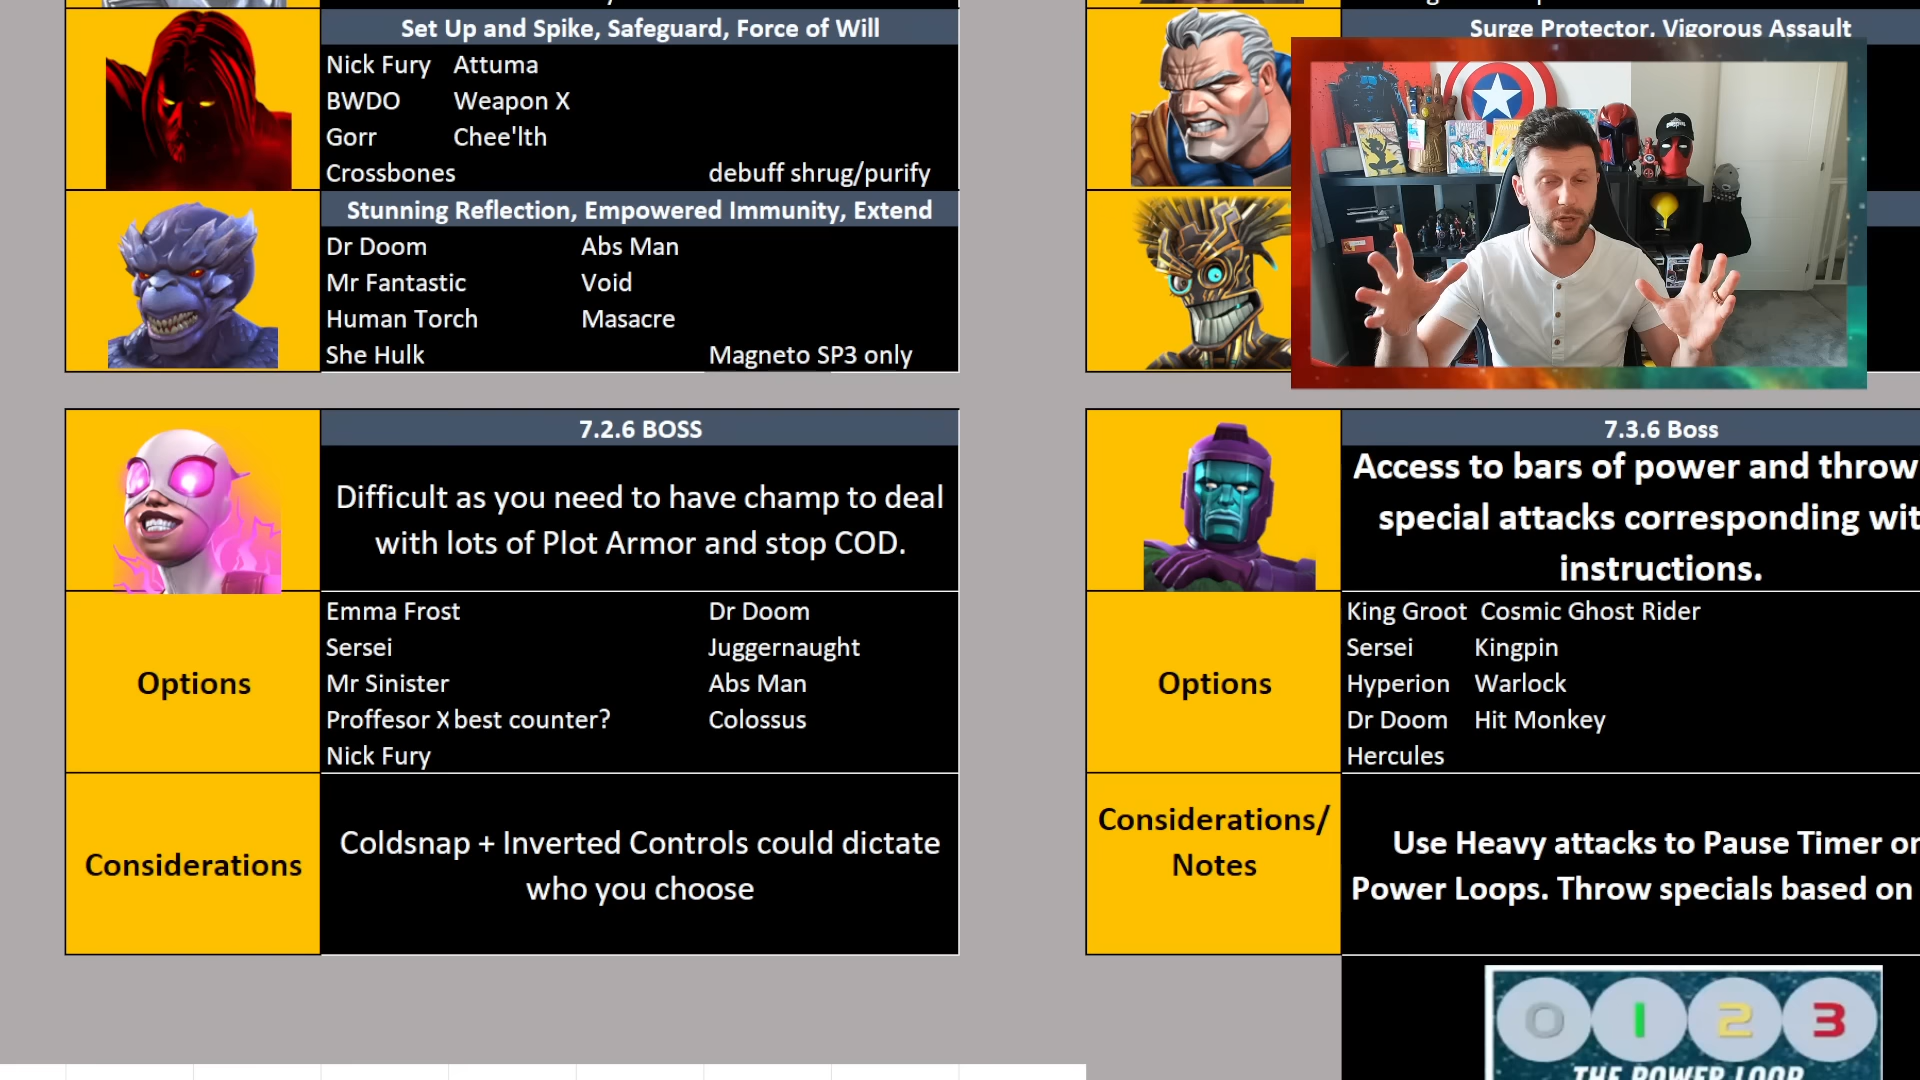 Set Up and Spike, Safeguard, Force of Will
Nick Fury Attuma
BWDO Weapon X
Gorr Chee'lth
Crossbones debuff shrug/purify
Stunning Reflection, Empowered Immunity, Extend
Dr Doom Abs Man
Mr Fantastic Void
Human Torch Masacre
She Hulk Magneto SP3 only
7.2.6 BOSS
Difficult as you need to have champ to deal
with lots of Plot Armor and stop COD.
Options
Emma Frost Dr Doom
Sersei Juggernaught
Mr Sinister Abs Man
Proffesor X best counter? Colossus
Nick Fury
Considerations
Coldsnap + Inverted Controls could dictate
who you choose
Surge Protector, Vigorous Assault
7.3.6 Boss
Access to bars of power and throw
special attacks corresponding wit
instructions.
Options
King Groot Cosmic Ghost Rider
Sersei Kingpin
Hyperion Warlock
Dr Doom Hit Monkey
Hercules
Considerations/
Notes
Use Heavy attacks to Pause Timer or
Power Loops. Throw specials based on
0 1 2 3
THE POWER LOOP